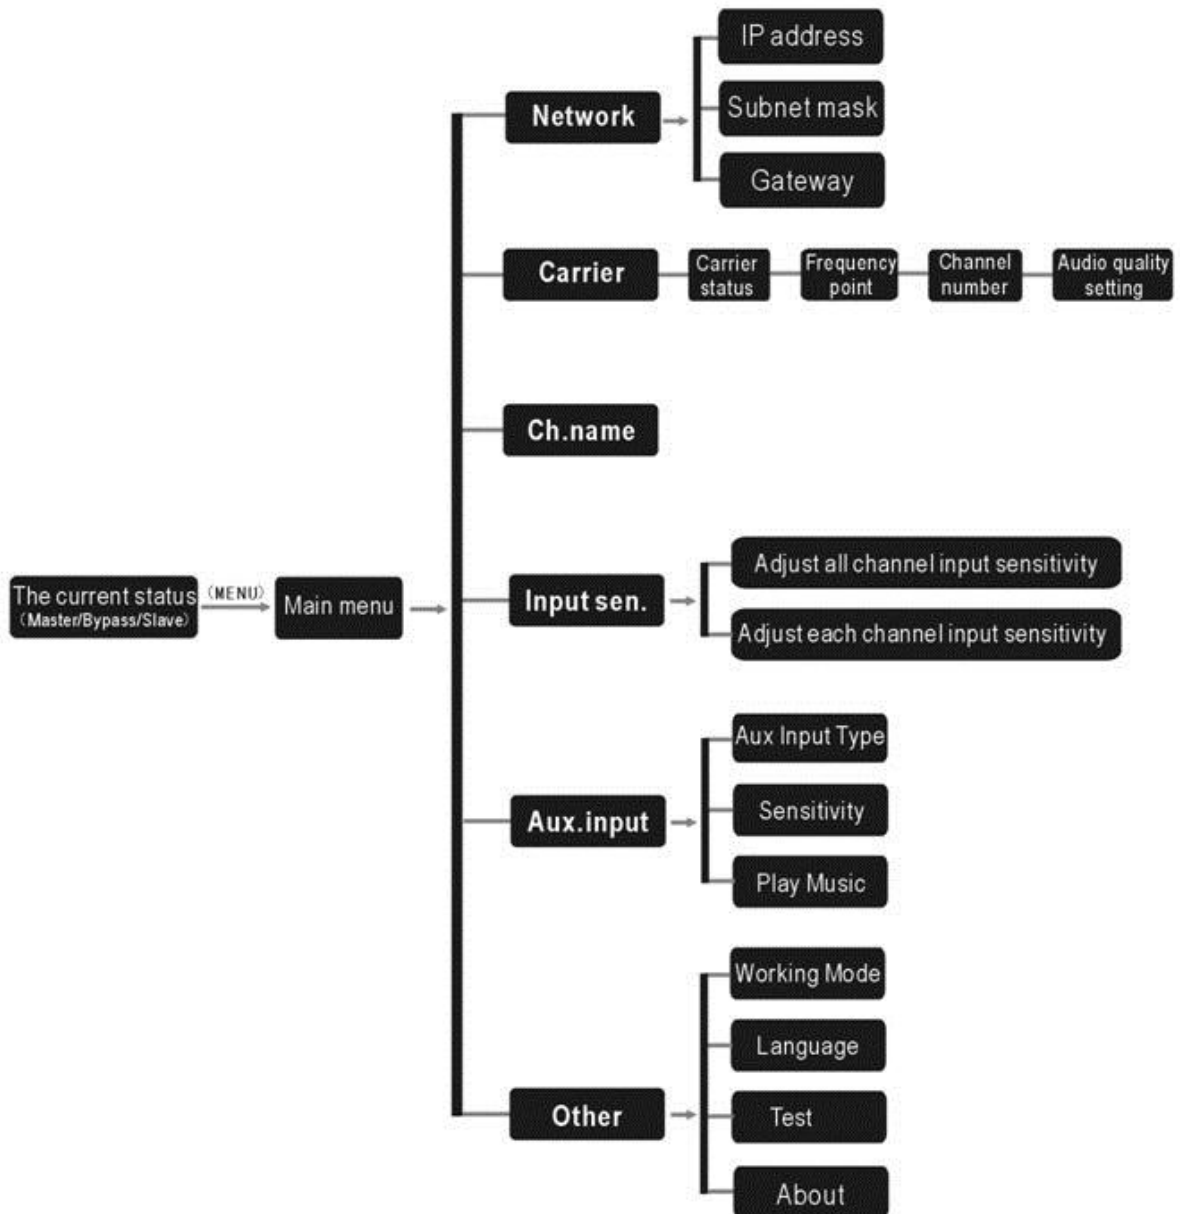 IP address
Network
Subnet mask
Gateway
Carrier
Carrier
status
Frequency
point
Channel
number
Audio quality
setting
Ch.name
The current status
(Master/Bypass/Slave)
(MENU)
Main menu
Input sen.
Adjust all channel input sensitivity
Adjust each channel input sensitivity
Aux.input
Aux Input Type
Sensitivity
Play Music
Other
Working Mode
Language
Test
About